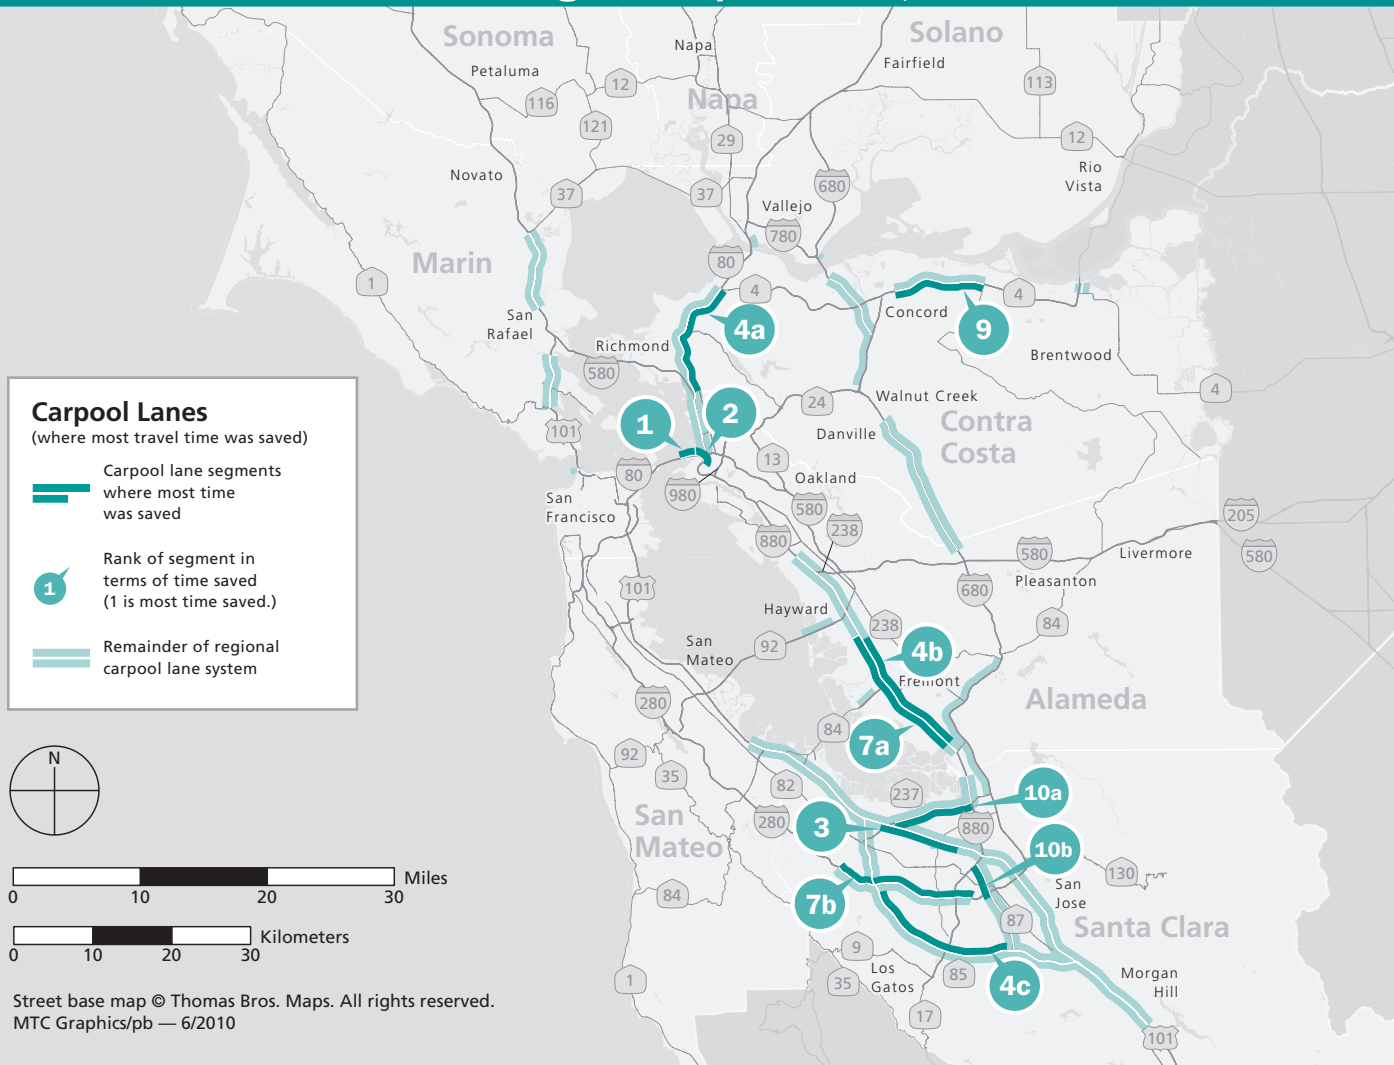 Sonoma
Napa
Solano
Petaluma
Fairfield
12
113
116
Napa
121
29
12
Novato
Rio
Vista
37
37
680
Vallejo
780
Marin
80
1
4
4
San
Rafael
Concord
4a
9
Richmond
Brentwood
580
4
Walnut Creek
24
Contra
Costa
1
2
Danville
101
13
80
Oakland
980
San
Francisco
580
238
205
880
580
580
Livermore
Pleasanton
101
680
Hayward
238
84
San
Mateo
92
4b
Fremont
Alameda
280
84
7a
92
35
82
237
10a
San
Mateo
280
3
880
10b
130
San
Jose
84
7b
87
Santa Clara
9
Los
Gatos
85
4c
Morgan
Hill
1
35
17
101
Carpool Lanes
(where most travel time was saved)
Carpool lane segments
where most time
was saved
1
Rank of segment in
terms of time saved
(1 is most time saved.)
Remainder of regional
carpool lane system
N
Miles
0 10 20 30
Kilometers
0 10 20 30
Street base map © Thomas Bros. Maps. All rights reserved.
MTC Graphics/pb — 6/2010